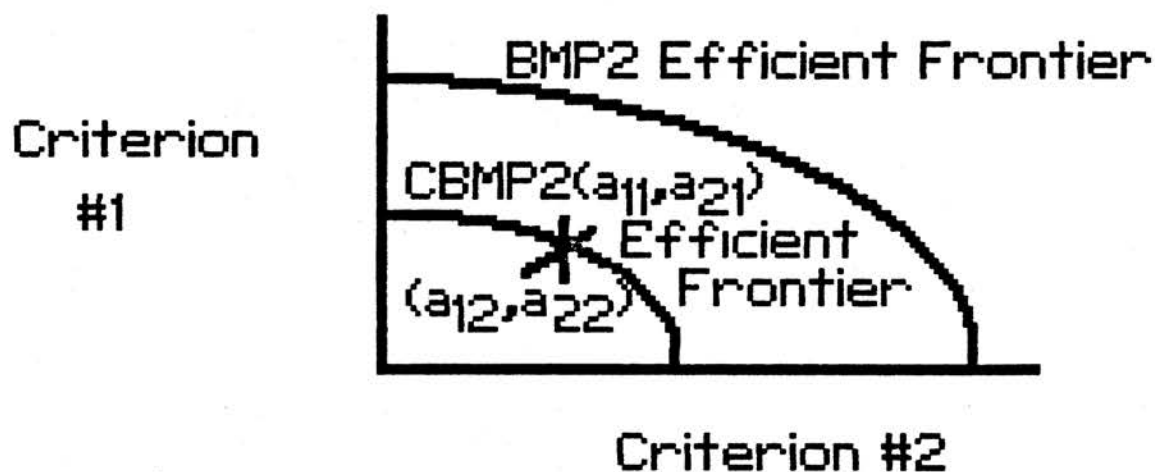 BMP2 Efficient Frontier
Criterion
#1
CBMP2(a11,a21)
Efficient
Frontier
(a12,a22)
Criterion #2